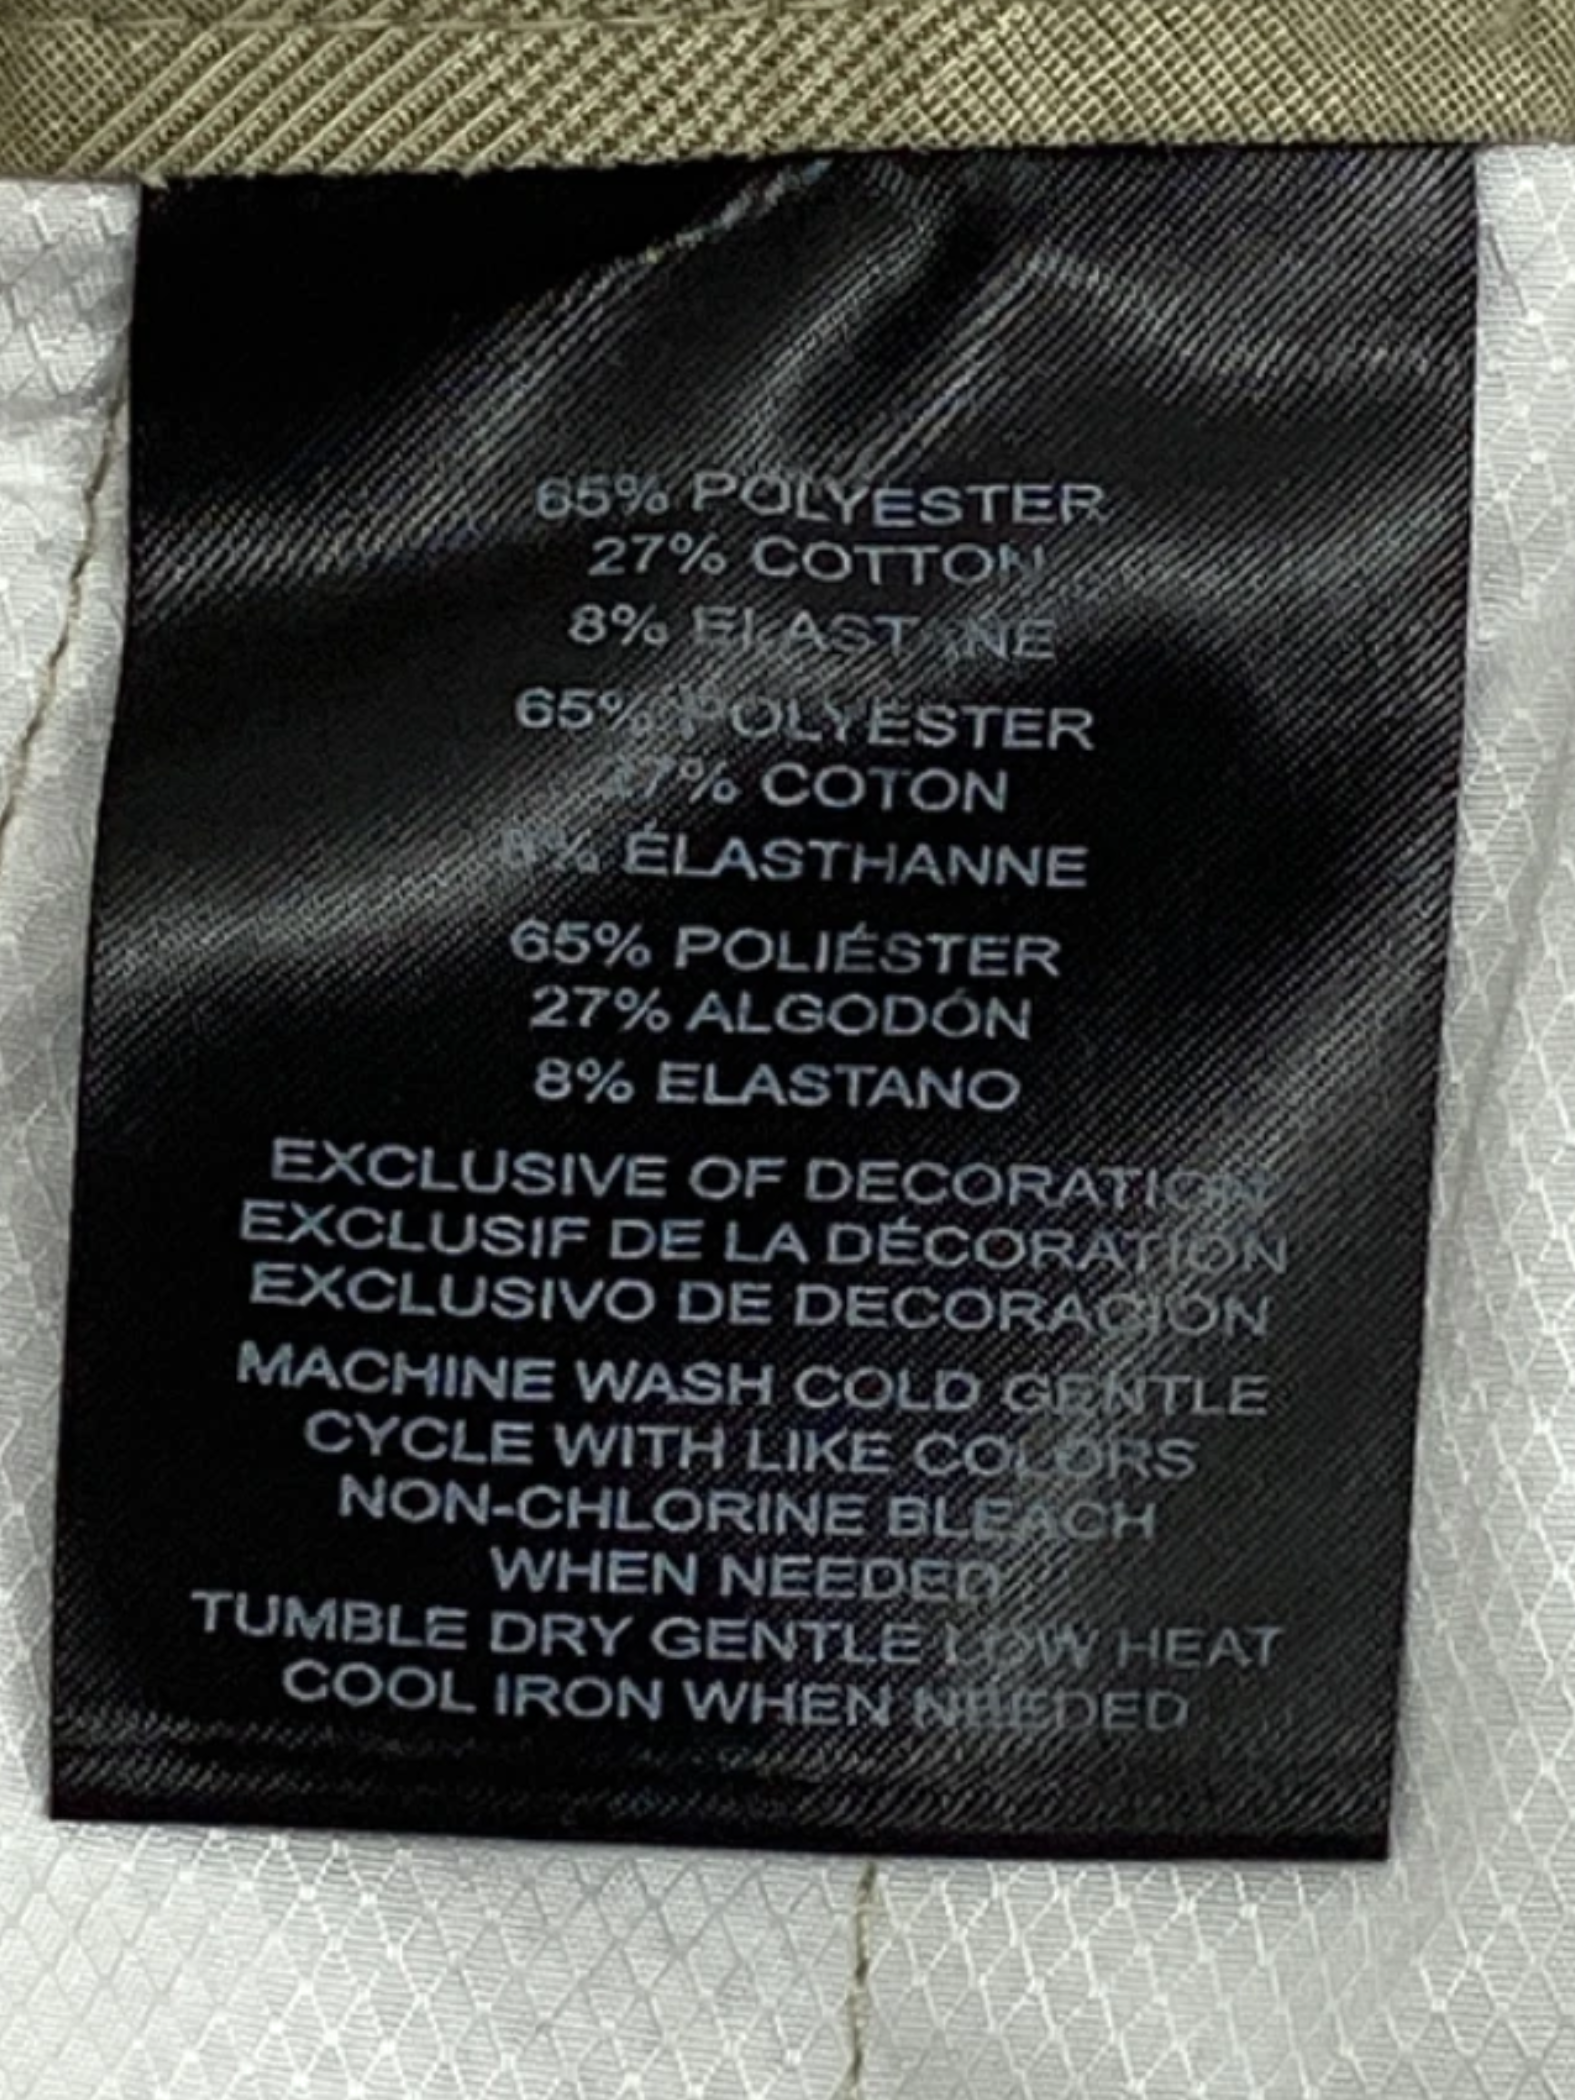 65% POLYESTER
27% COTTON
8% ELASTANE
65% POLYESTER
27% COTON
8% ÉLASTHANNE
65% POLIÉSTER
27% ALGODÓN
8% ELASTANO
EXCLUSIVE OF DECORATION
EXCLUSIF DE LA DÉCORATION
EXCLUSIVO DE DECORACIÓN
MACHINE WASH COLD GENTLE
CYCLE WITH LIKE COLORS
NON-CHLORINE BLEACH
WHEN NEEDED
TUMBLE DRY GENTLE LOW HEAT
COOL IRON WHEN NEEDED